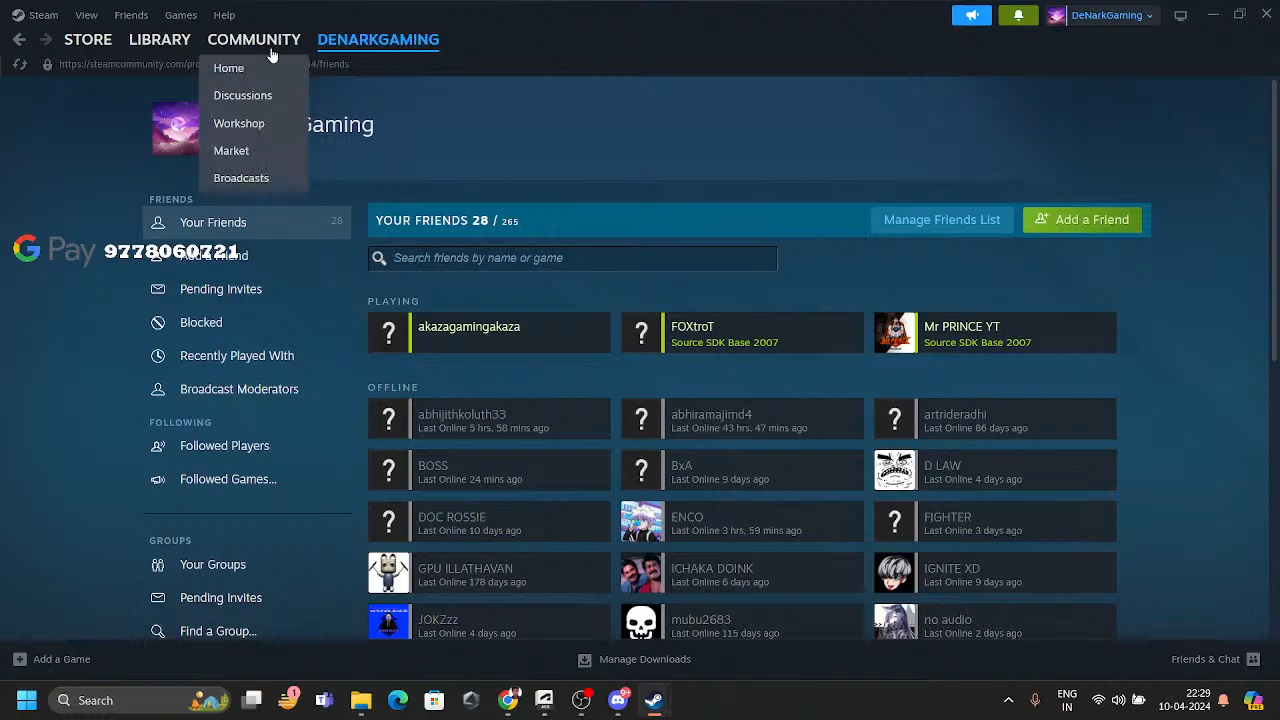 Steam View Friends Games Help DeNarkGaming
STORE LIBRARY COMMUNITY DENARKGAMING
https://steamcommunity.com/pro 4/friends
Home
Discussions
Workshop
Market
Broadcasts
Gaming
FRIENDS
Your Friends 28
Pending Invites
Blocked
Recently Played With
Broadcast Moderators
FOLLOWING
Followed Players
Followed Games...
GROUPS
Your Groups
Pending Invites
Find a Group...
G Pay 9778060721
YOUR FRIENDS 28 / 265 Manage Friends List Add a Friend
Search friends by name or game
PLAYING
akazagamingakaza
FOXtroT
Source SDK Base 2007
Mr PRINCE YT
Source SDK Base 2007
OFFLINE
abhijithkoluth33
Last Online 5 hrs, 58 mins ago
abhiramajimd4
Last Online 43 hrs, 47 mins ago
artrideradhi
Last Online 86 days ago
BOSS
Last Online 24 mins ago
BxA
Last Online 9 days ago
D LAW
Last Online 4 days ago
DOC ROSSIE
Last Online 10 days ago
ENCO
Last Online 3 hrs, 59 mins ago
FIGHTER
Last Online 3 days ago
GPU ILLATHAVAN
Last Online 178 days ago
ICHAKA DOINK
Last Online 6 days ago
IGNITE XD
Last Online 9 days ago
JOKZzz
Last Online 4 days ago
mubu2683
Last Online 115 days ago
no audio
Last Online 2 days ago
Add a Game Manage Downloads Friends & Chat
Search
ENG
IN
22:29
10-04-2024